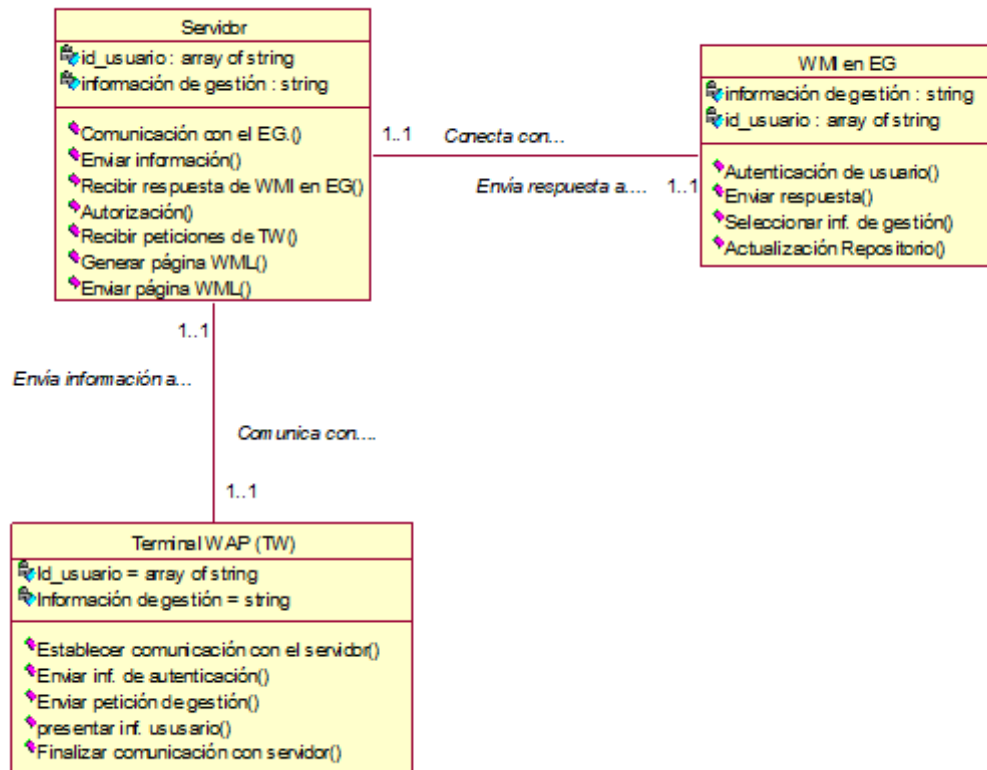 Servidor
id_usuario : array of string
información de gestión : string
Comunicación con el EG.()
Enviar información()
Recibir respuesta de WMI en EG()
Autorización()
Recibir peticiones de TW()
Generar página WML()
Enviar página WML()
1..1
Conecta con...
Envía respuesta a....
1..1
WMI en EG
información de gestión : string
id_usuario : array of string
Autenticación de usuario()
Enviar respuesta()
Seleccionar inf. de gestión()
Actualización Repositorio()
1..1
Envía información a...
Comunica con....
1..1
Terminal WAP (TW)
Id_usuario = array of string
Información de gestión = string
Establecer comunicación con el servidor()
Enviar inf. de autenticación()
Enviar petición de gestión()
presentar inf. ususario()
Finalizar comunicación con servidor()